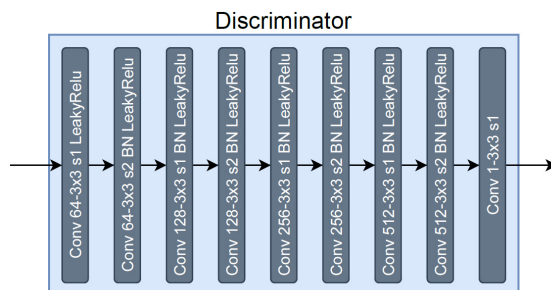 Discriminator
Conv 64-3x3 s1 LeakyRelu
Conv 64-3x3 s2 BN LeakyRelu
Conv 128-3x3 s1 BN LeakyRelu
Conv 128-3x3 s2 BN LeakyRelu
Conv 256-3x3 s1 BN LeakyRelu
Conv 256-3x3 s2 BN LeakyRelu
Conv 512-3x3 s1 BN LeakyRelu
Conv 512-3x3 s2 BN LeakyRelu
Conv 1-3x3 s1